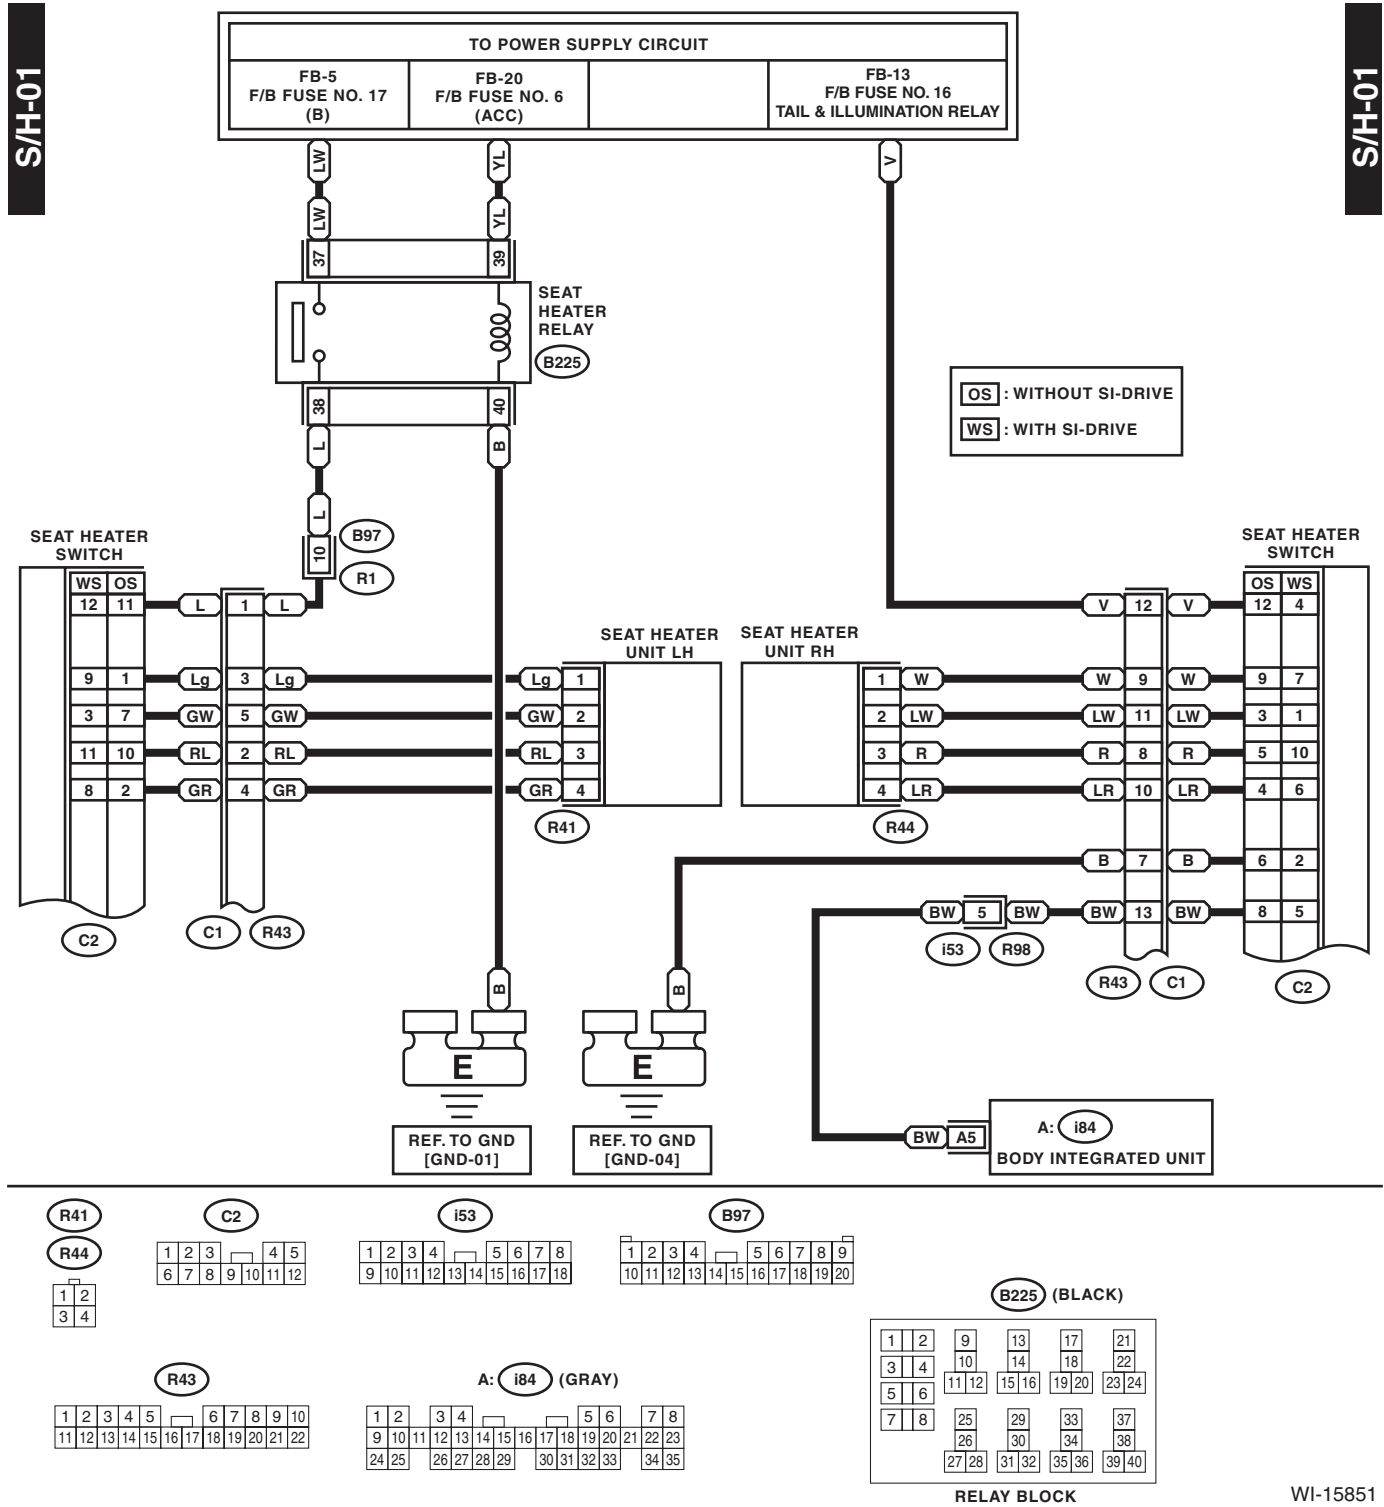 S/H-01
S/H-01
TO POWER SUPPLY CIRCUIT
FB-5
F/B FUSE NO. 17
(B)
FB-20
F/B FUSE NO. 6
(ACC)
FB-13
F/B FUSE NO. 16
TAIL & ILLUMINATION RELAY
LW
YL
V
LW
YL
37
39
SEAT
HEATER
RELAY
B225
38
40
L
B
L
10
B97
R1
OS : WITHOUT SI-DRIVE
WS : WITH SI-DRIVE
SEAT HEATER
SWITCH
WS OS
12 11 L 1 L
9 1 Lg 3 Lg Lg 1
3 7 GW 5 GW GW 2
11 10 RL 2 RL RL 3
8 2 GR 4 GR GR 4
C2
C1
R43
SEAT HEATER
UNIT LH
R41
SEAT HEATER
UNIT RH
R44
SEAT HEATER
SWITCH
OS WS
V 12 V 12 4
1 W W 9 W 9 7
2 LW LW 11 LW 3 1
3 R R 8 R 5 10
4 LR LR 10 LR 4 6
B 7 B 6 2
BW 5 BW BW 13 BW 8 5
i53
R98
R43
C1
C2
B
B
E
E
REF. TO GND
[GND-01]
REF. TO GND
[GND-04]
BW A5
A: i84
BODY INTEGRATED UNIT
R41
R44
1 2
3 4
C2
1 2 3 4 5
6 7 8 9 10 11 12
i53
1 2 3 4 5 6 7 8
9 10 11 12 13 14 15 16 17 18
B97
1 2 3 4 5 6 7 8 9
10 11 12 13 14 15 16 17 18 19 20
R43
1 2 3 4 5 6 7 8 9 10
11 12 13 14 15 16 17 18 19 20 21 22
A: i84 (GRAY)
1 2 3 4 5 6 7 8
9 10 11 12 13 14 15 16 17 18 19 20 21 22 23
24 25 26 27 28 29 30 31 32 33 34 35
B225 (BLACK)
1 2 9 13 17 21
3 4 10 14 18 22
5 6 11 12 15 16 19 20 23 24
7 8 25 29 33 37
26 30 34 38
27 28 31 32 35 36 39 40
RELAY BLOCK
WI-15851